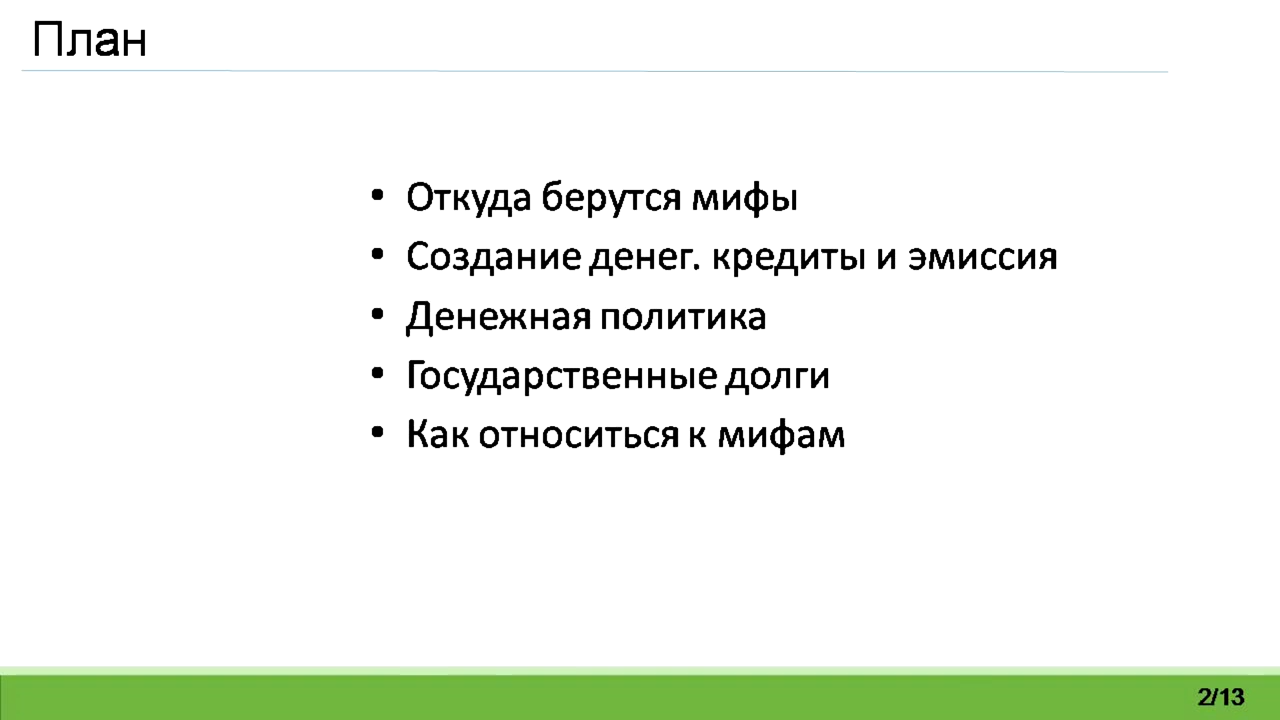 План
• Откуда берутся мифы
• Создание денег. кредиты и эмиссия
• Денежная политика
• Государственные долги
• Как относиться к мифам
2/13